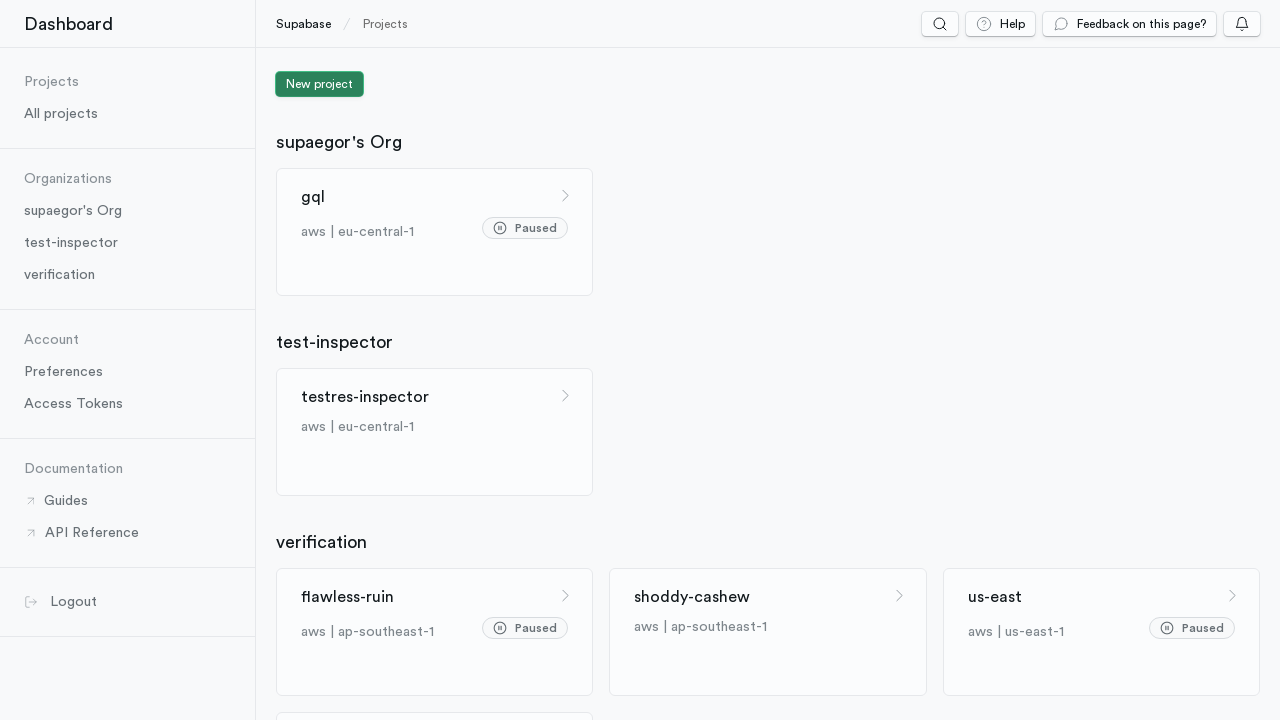 Dashboard
Supabase
Projects
Help
Feedback on this page?
Projects
All projects
Organizations
supaegor's Org
test-inspector
verification
Account
Preferences
Access Tokens
Documentation
Guides
API Reference
Logout
New project
supaegor's Org
gql
aws | eu-central-1
Paused
test-inspector
testres-inspector
aws | eu-central-1
verification
flawless-ruin
aws | ap-southeast-1
Paused
shoddy-cashew
aws | ap-southeast-1
us-east
aws | us-east-1
Paused